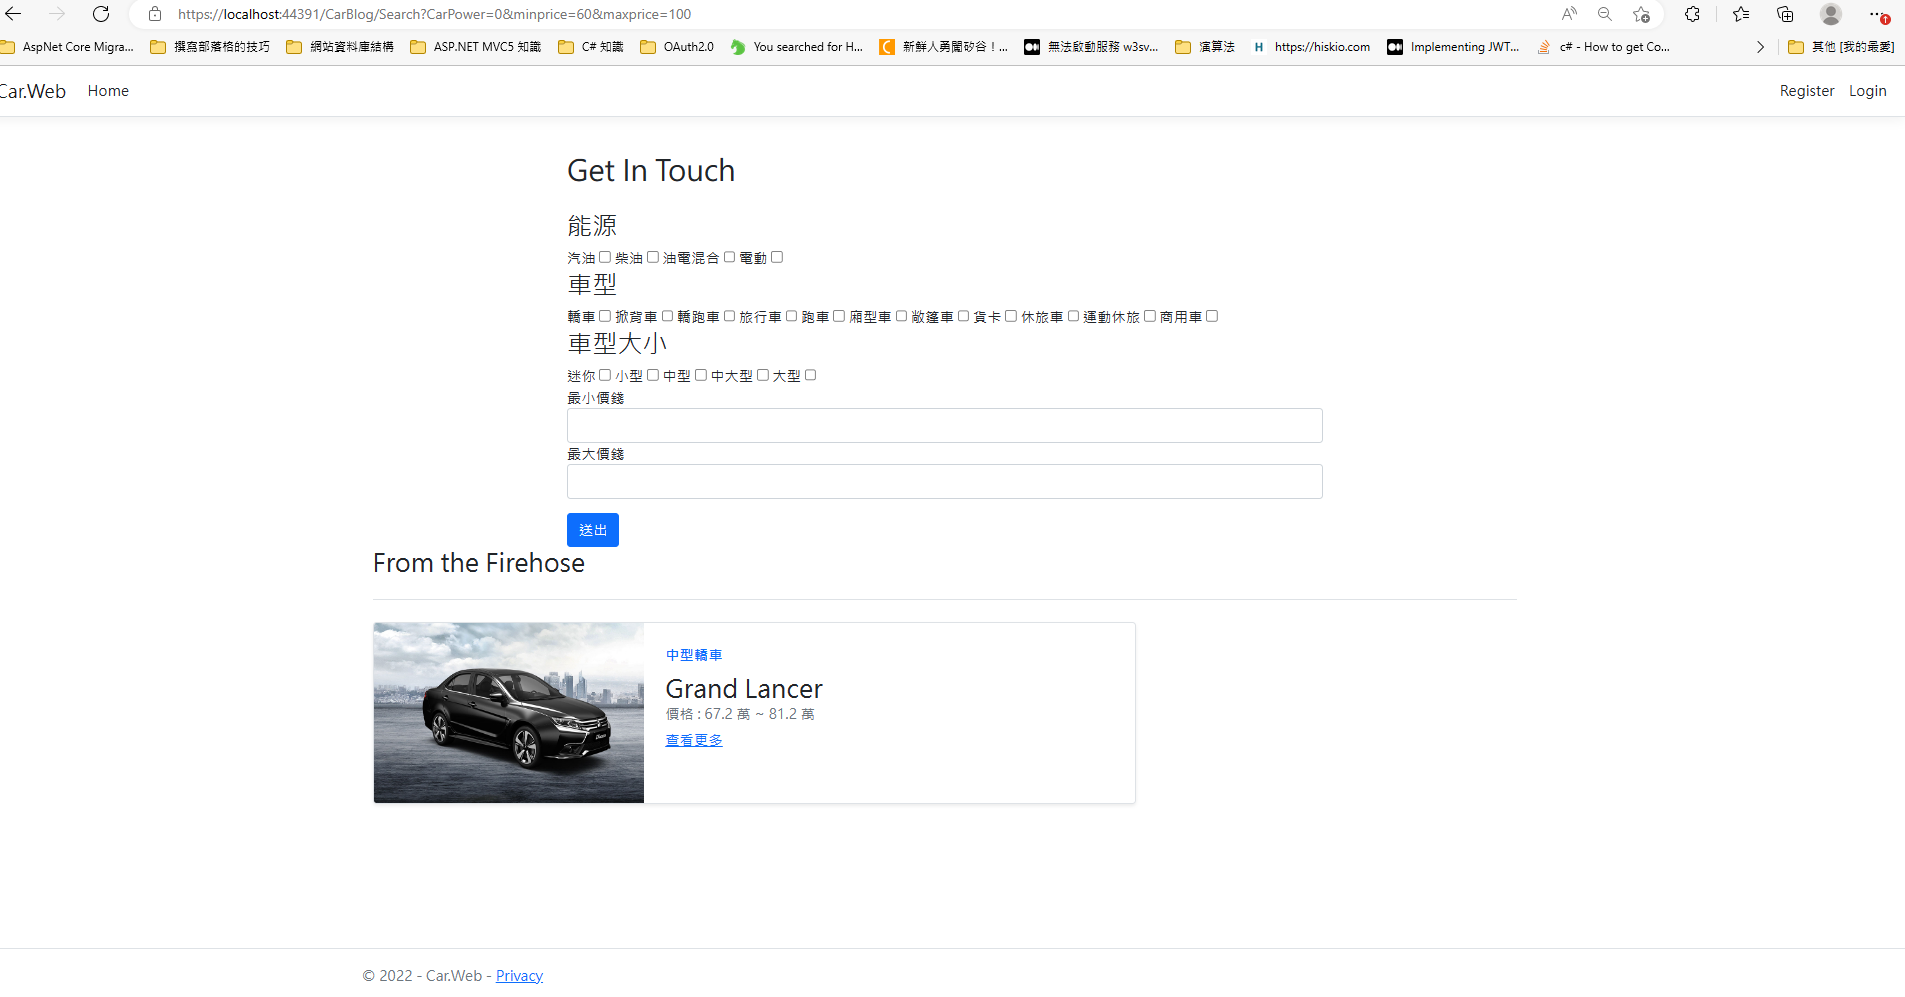 https://localhost:44391/CarBlog/Search?CarPower=0&minprice=60&maxprice=100
AspNet Core Migra... 撰寫部落格的技巧 網站資料庫結構 ASP.NET MVC5 知識 C# 知識 OAuth2.0 You searched for H... 新鮮人勇闖矽谷！... 無法啟動服務 w3sv... 演算法 https://hiskio.com Implementing JWT... c# - How to get Co... 其他 [我的最愛]
Car.Web Home Register Login
Get In Touch
能源
汽油 柴油 油電混合 電動
車型
轎車 掀背車 轎跑車 旅行車 跑車 廂型車 敞篷車 貨卡 休旅車 運動休旅 商用車
車型大小
迷你 小型 中型 中大型 大型
最小價錢
最大價錢
送出
From the Firehose
中型轎車
Grand Lancer
價格 : 67.2 萬 ~ 81.2 萬
查看更多
© 2022 - Car.Web - Privacy